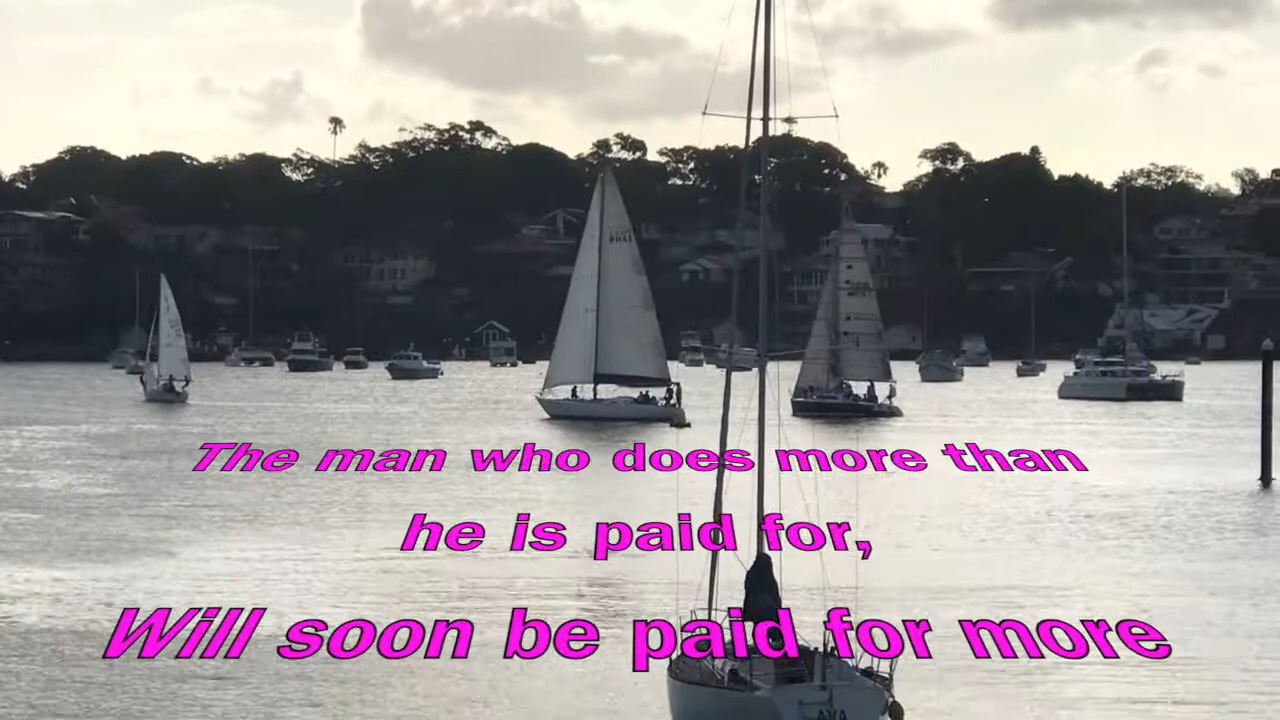 The man who does more than
he is paid for,
Will soon be paid for more